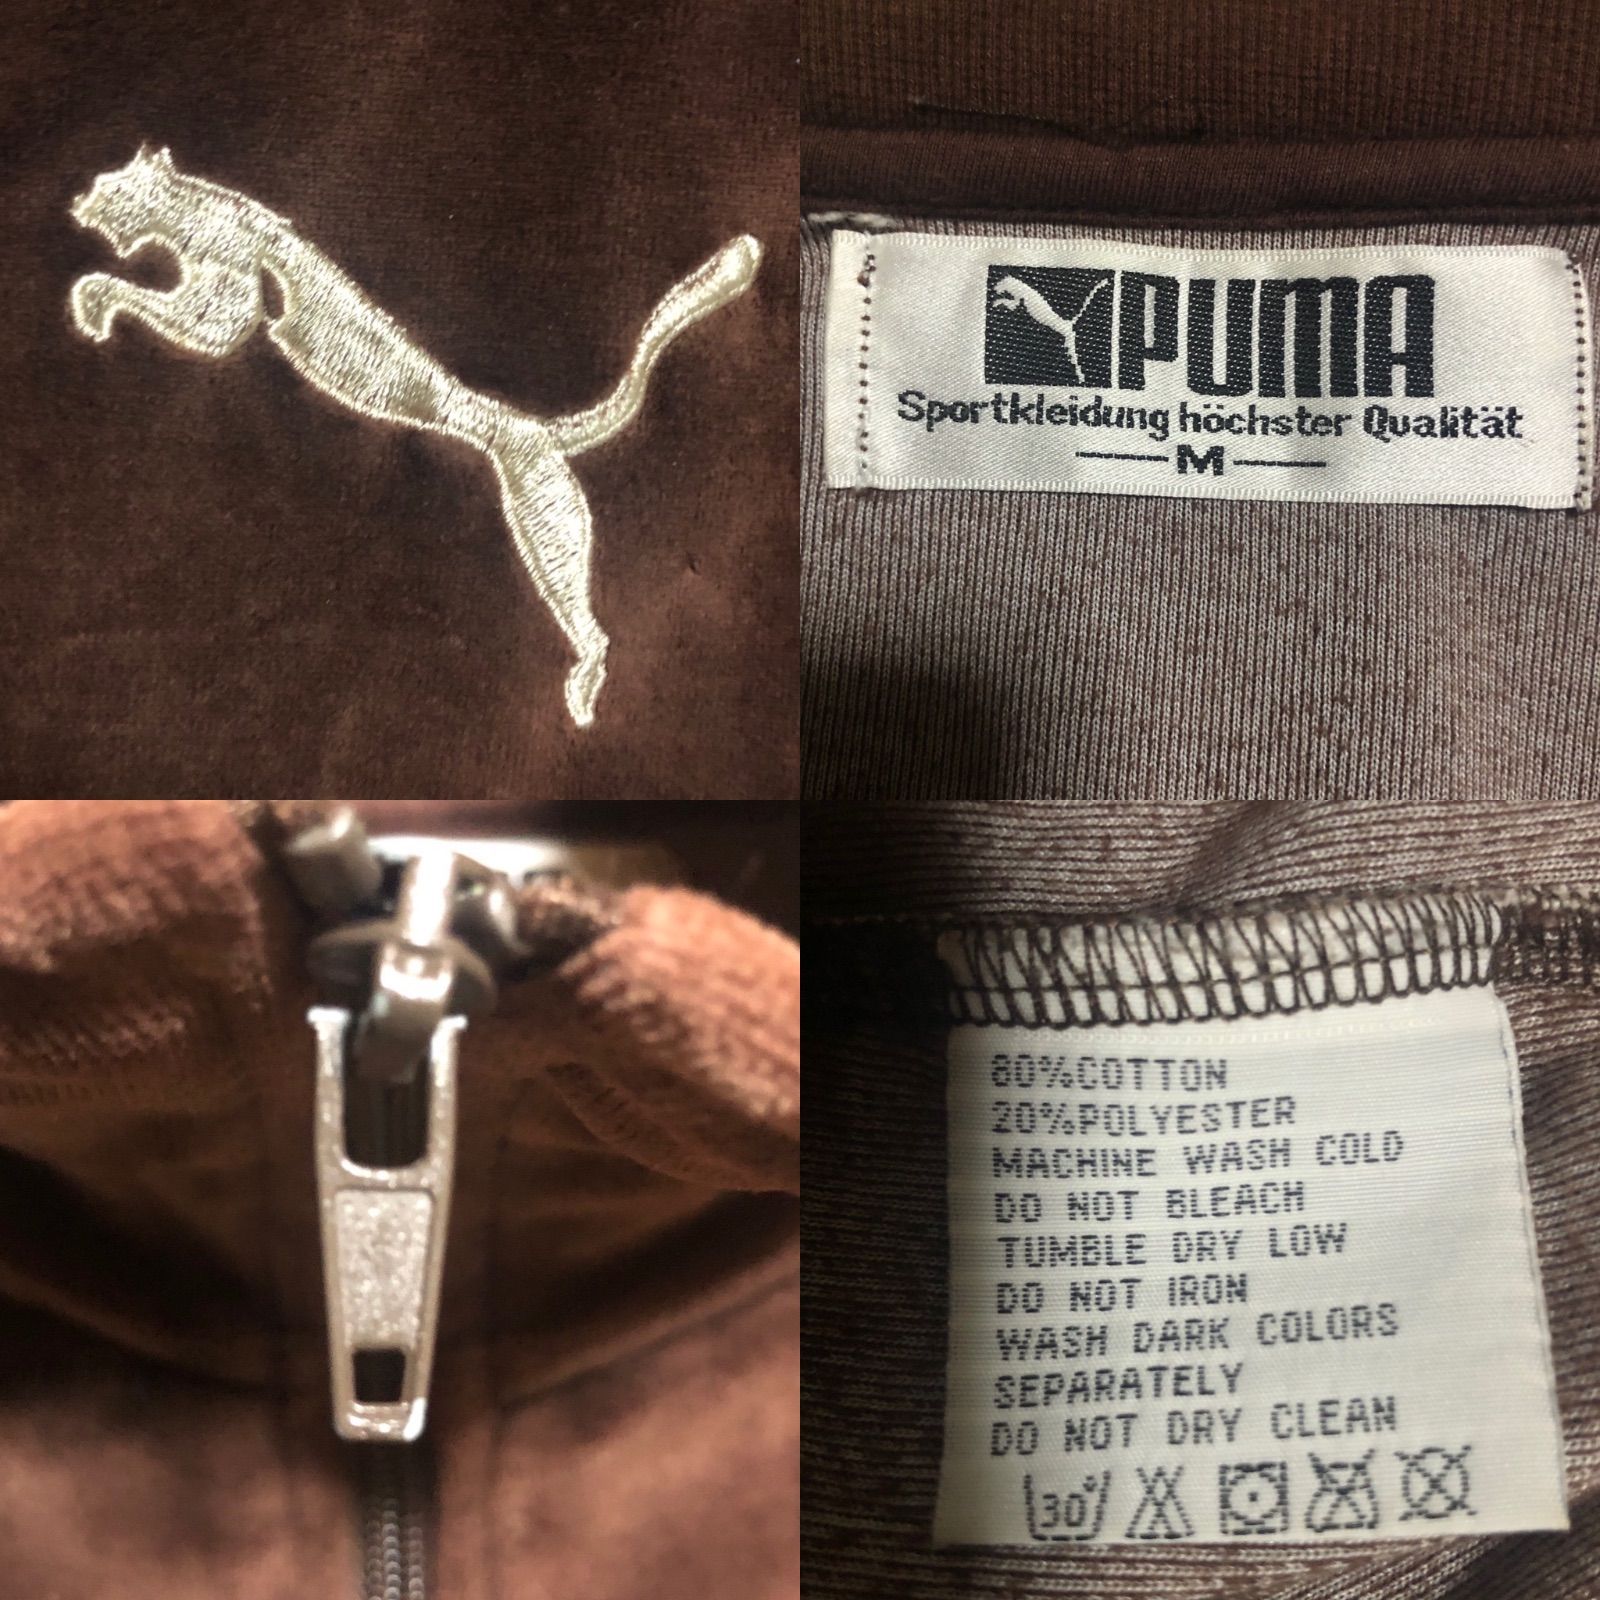 PUMA
Sportkleidung höchster Qualität
M
80%COTTON
20%POLYESTER
MACHINE WASH COLD
DO NOT BLEACH
TUMBLE DRY LOW
DO NOT IRON
WASH DARK COLORS
SEPARATELY
DO NOT DRY CLEAN
30°